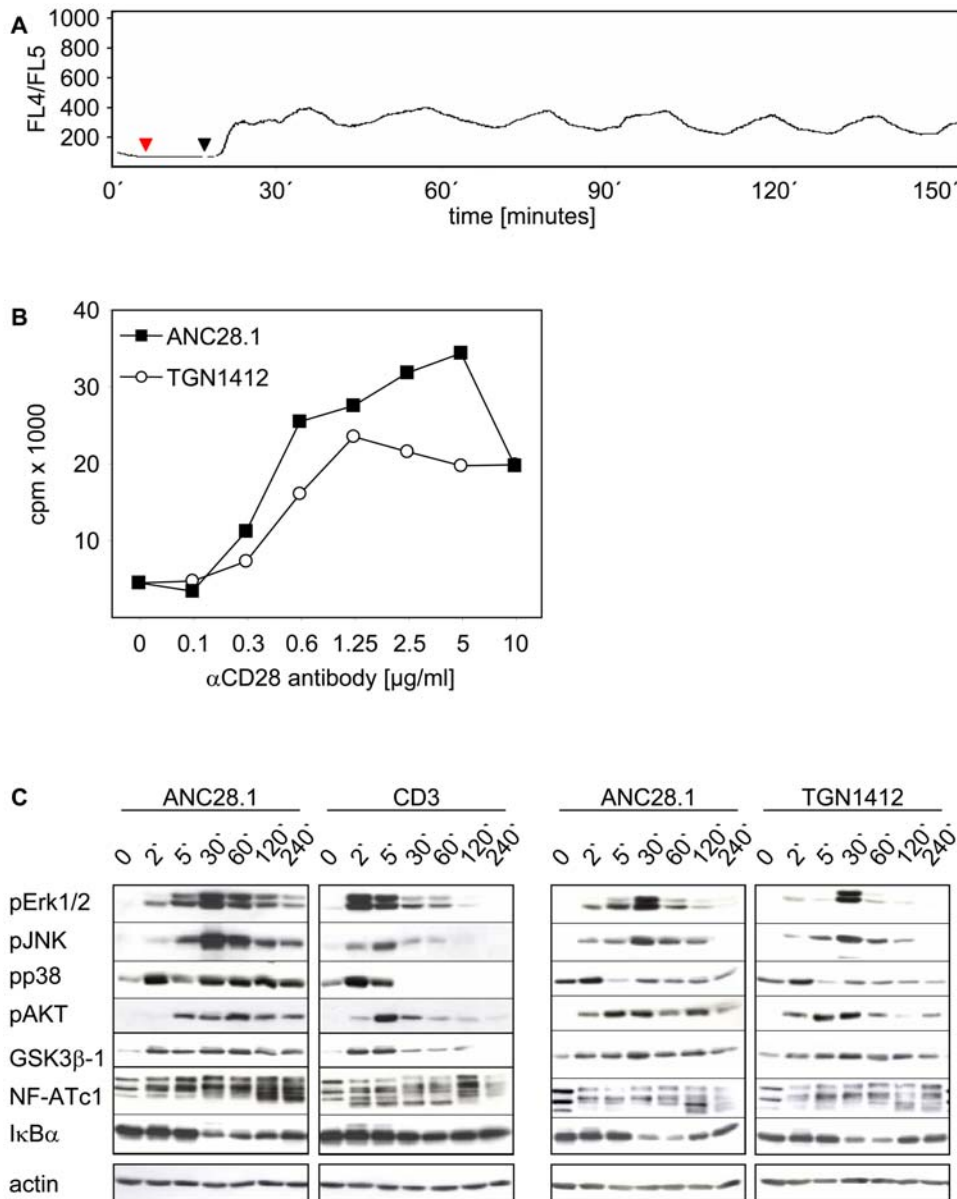 A
FL4/FL5
1000
800
600
400
200
0´ 30´ 60´ 90´ 120´ 150´
time [minutes]
B
cpm x 1000
40
30
20
10
ANC28.1
TGN1412
0 0.1 0.3 0.6 1.25 2.5 5 10
αCD28 antibody [µg/ml]
C
ANC28.1 CD3 ANC28.1 TGN1412
0 2` 5` 30` 60` 120` 240` 0 2` 5` 30` 60` 120` 240` 0 2` 5` 30` 60` 120` 240` 0 2` 5` 30` 60` 120` 240`
pErk1/2
pJNK
pp38
pAKT
GSK3β-1
NF-ATc1
IκBα
actin